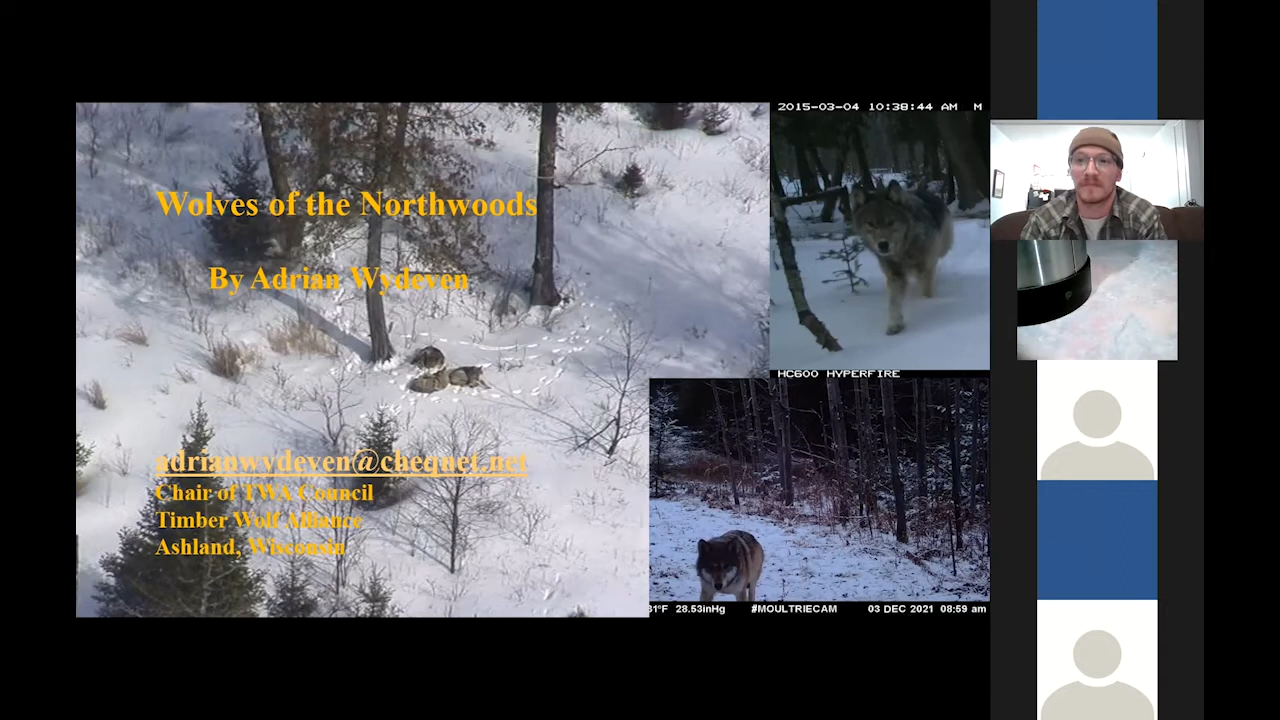 Wolves of the Northwoods
By Adrian Wydeven
adrianwydeven@cheqnet.net
Chair of TWA Council
Timber Wolf Alliance
Ashland, Wisconsin
2015-03-04 10:38:44 AM M
HC600 HYPERFIRE
31°F 28.53inHg #MOULTRIECAM 03 DEC 2021 08:59 am